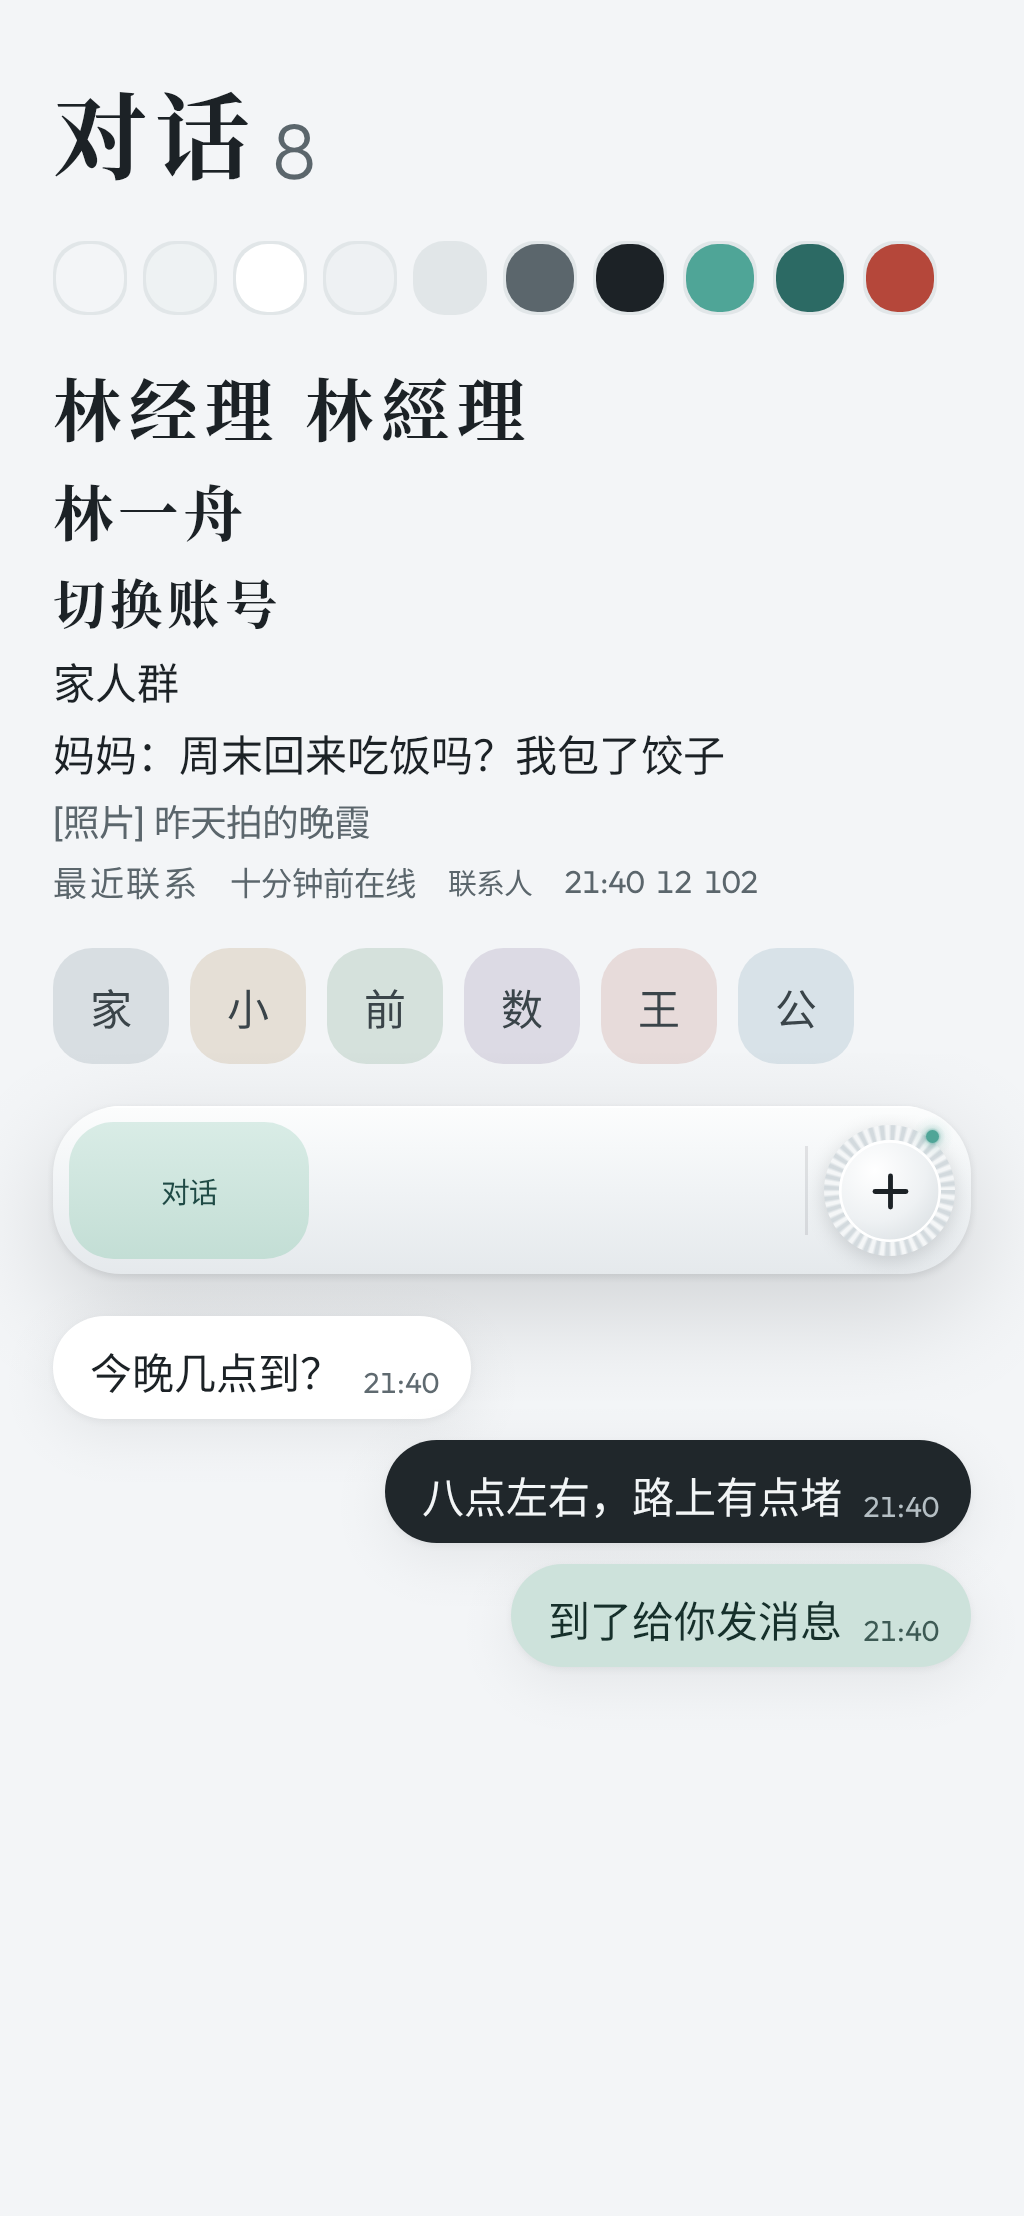 对话 8
林经理 林經理
林一舟
切换账号
家人群
妈妈：周末回来吃饭吗？我包了饺子
[照片] 昨天拍的晚霞
最近联系 十分钟前在线 联系人 21:40 12 102
家 小 前 数 王 公
对话
今晚几点到？ 21:40
八点左右，路上有点堵 21:40
到了给你发消息 21:40